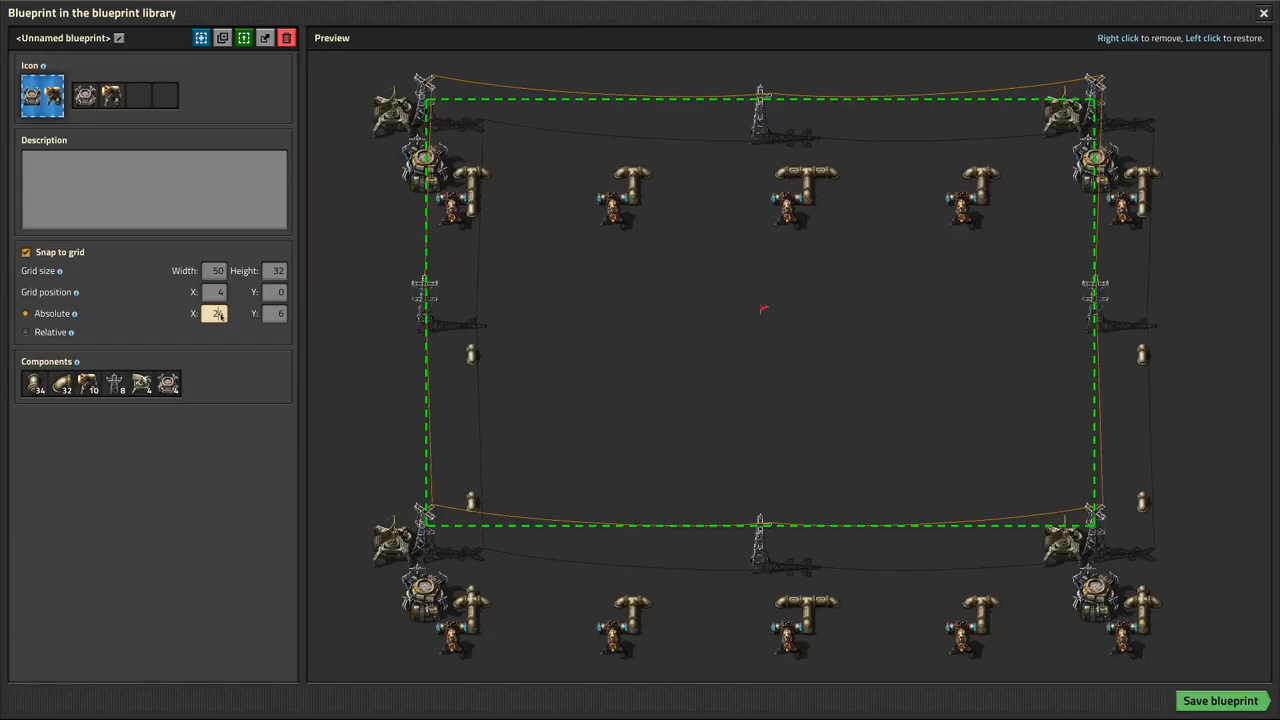 Blueprint in the blueprint library
<Unnamed blueprint>
Preview
Right click to remove, Left click to restore.
Icon
Description
Snap to grid
Grid size Width: 50 Height: 32
Grid position X: 4 Y: 0
Absolute X: 24 Y: 6
Relative
Components
34 32 10 8 4 4
Save blueprint